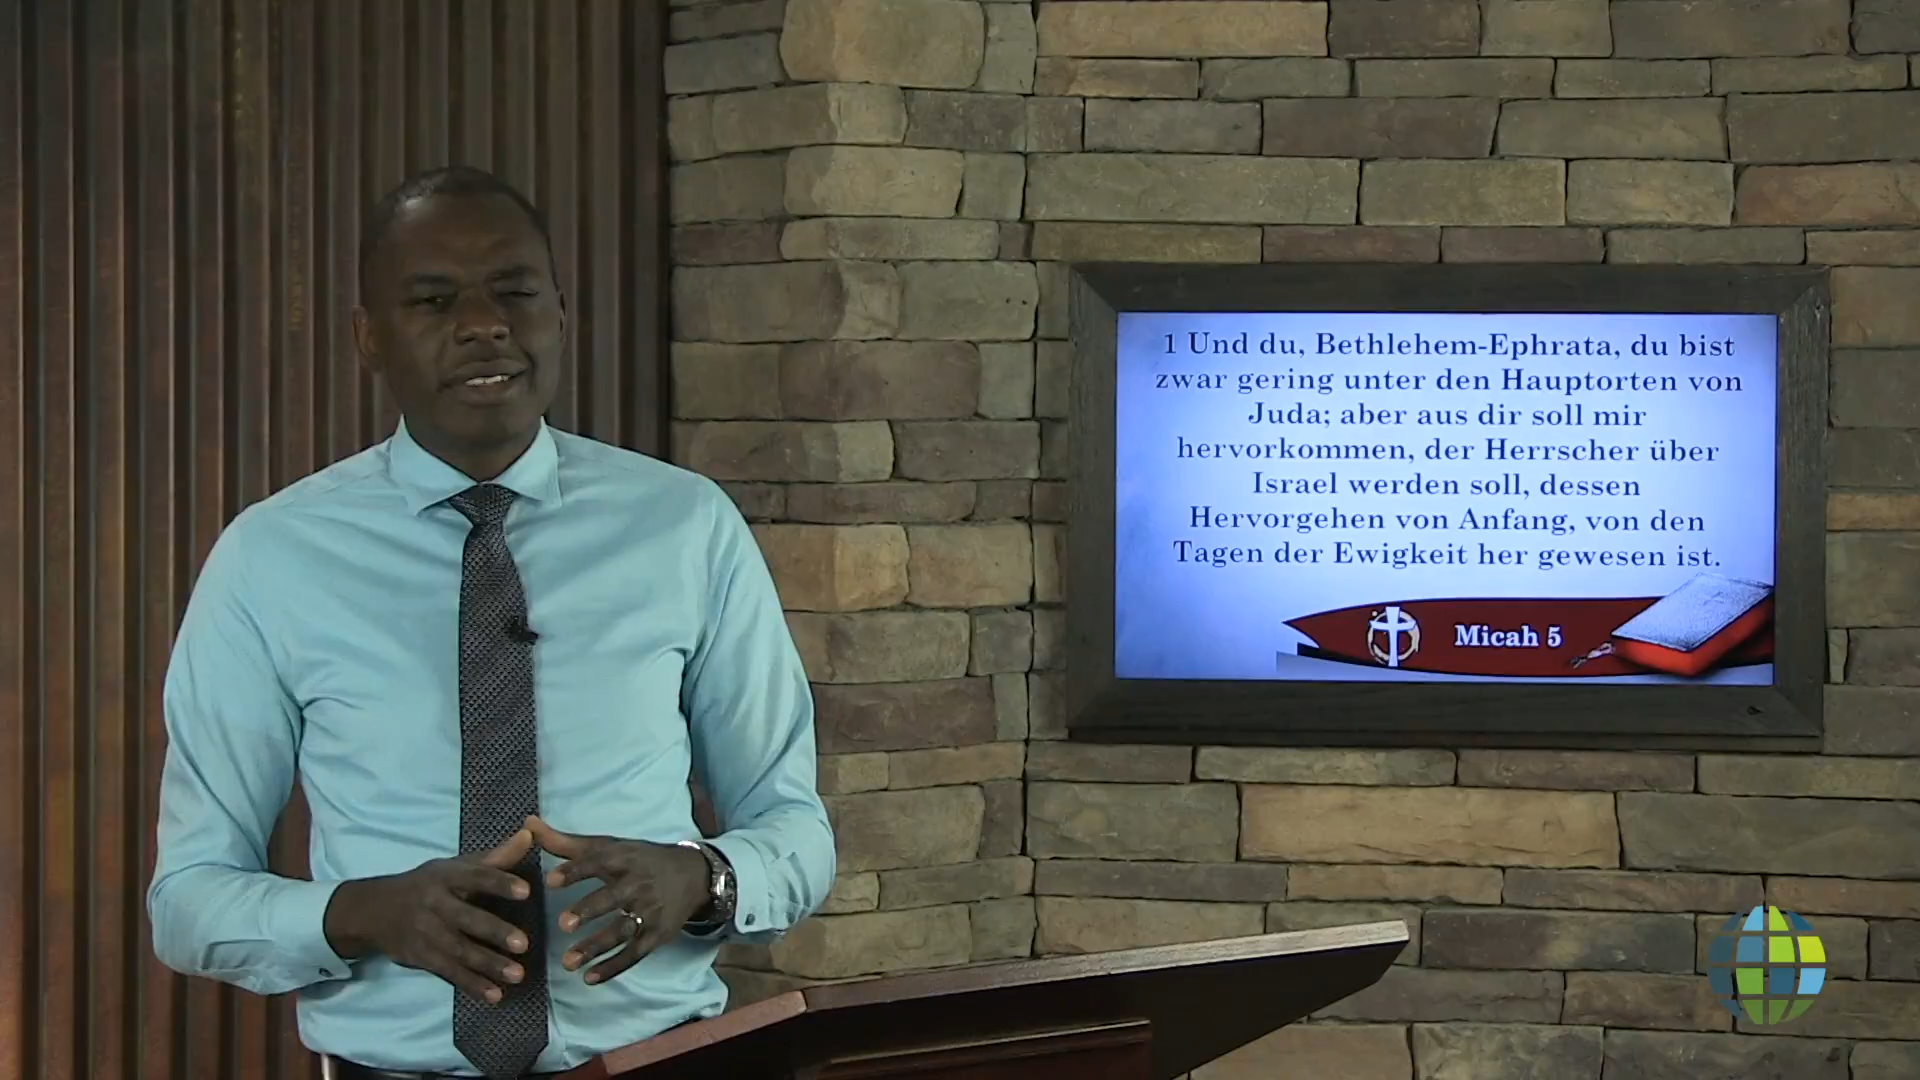 1 Und du, Bethlehem-Ephrata, du bist
zwar gering unter den Hauptorten von
Juda; aber aus dir soll mir
hervorkommen, der Herrscher über
Israel werden soll, dessen
Hervorgehen von Anfang, von den
Tagen der Ewigkeit her gewesen ist.
Micah 5